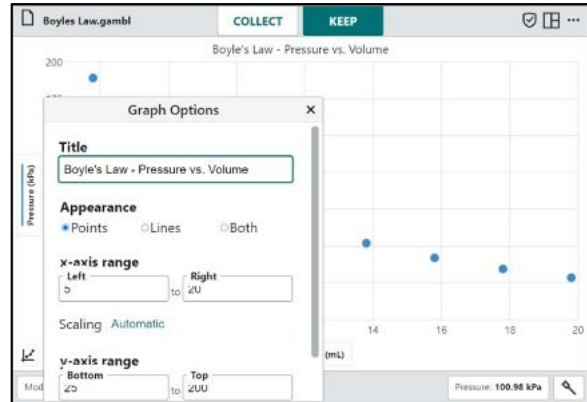 Boyles Law.gambl
COLLECT
KEEP
Boyle's Law - Pressure vs. Volume
200
Pressure (kPa)
Graph Options
Title
Boyle's Law - Pressure vs. Volume
Appearance
Points Lines Both
x-axis range
Left Right
5 to 20
Scaling Automatic
y-axis range
Bottom Top
25 to 200
14 16 18 20
(mL)
Mod
Pressure: 100.98 kPa